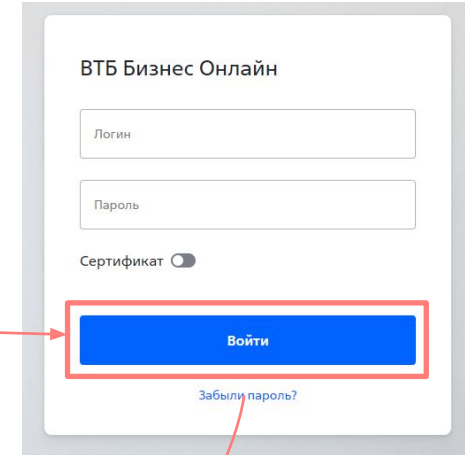 ВТБ Бизнес Онлайн
Логин
Пароль
Сертификат
Войти
Забыли пароль?